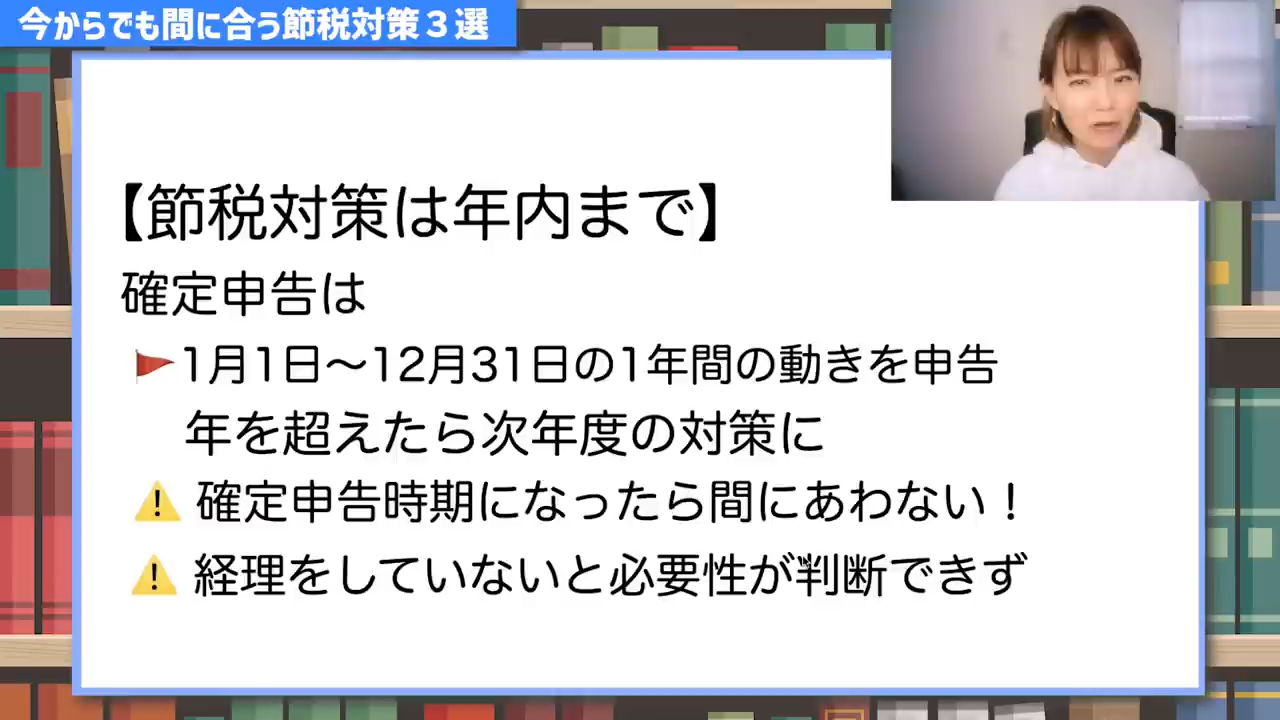 今からでも間に合う節税対策３選
【節税対策は年内まで】
確定申告は
1月1日〜12月31日の1年間の動きを申告
年を超えたら次年度の対策に
確定申告時期になったら間にあわない！
経理をしていないと必要性が判断できず